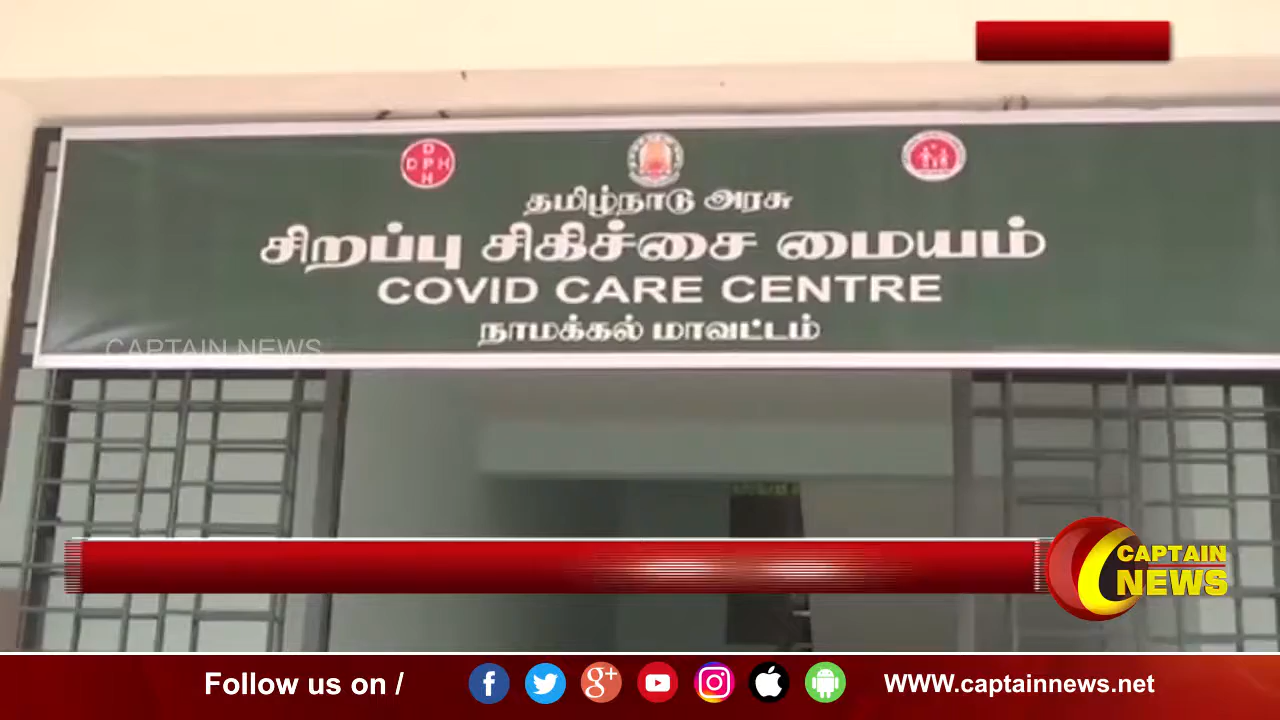 D
DPH
H
தமிழ்நாடு அரசு
சிறப்பு சிகிச்சை மையம்
COVID CARE CENTRE
நாமக்கல் மாவட்டம்
CAPTAIN NEWS
CAPTAIN
NEWS
Follow us on /
WWW.captainnews.net